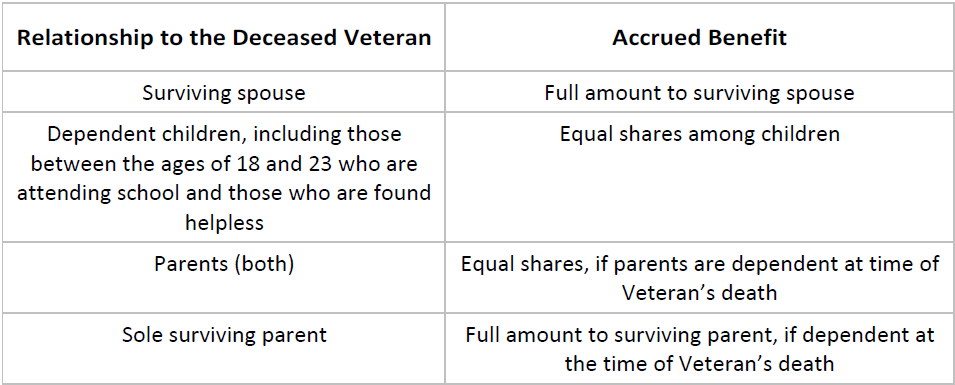 Relationship to the Deceased Veteran
Accrued Benefit
Surviving spouse
Full amount to surviving spouse
Dependent children, including those
between the ages of 18 and 23 who are
attending school and those who are found
helpless
Equal shares among children
Parents (both)
Equal shares, if parents are dependent at time of
Veteran’s death
Sole surviving parent
Full amount to surviving parent, if dependent at
the time of Veteran’s death